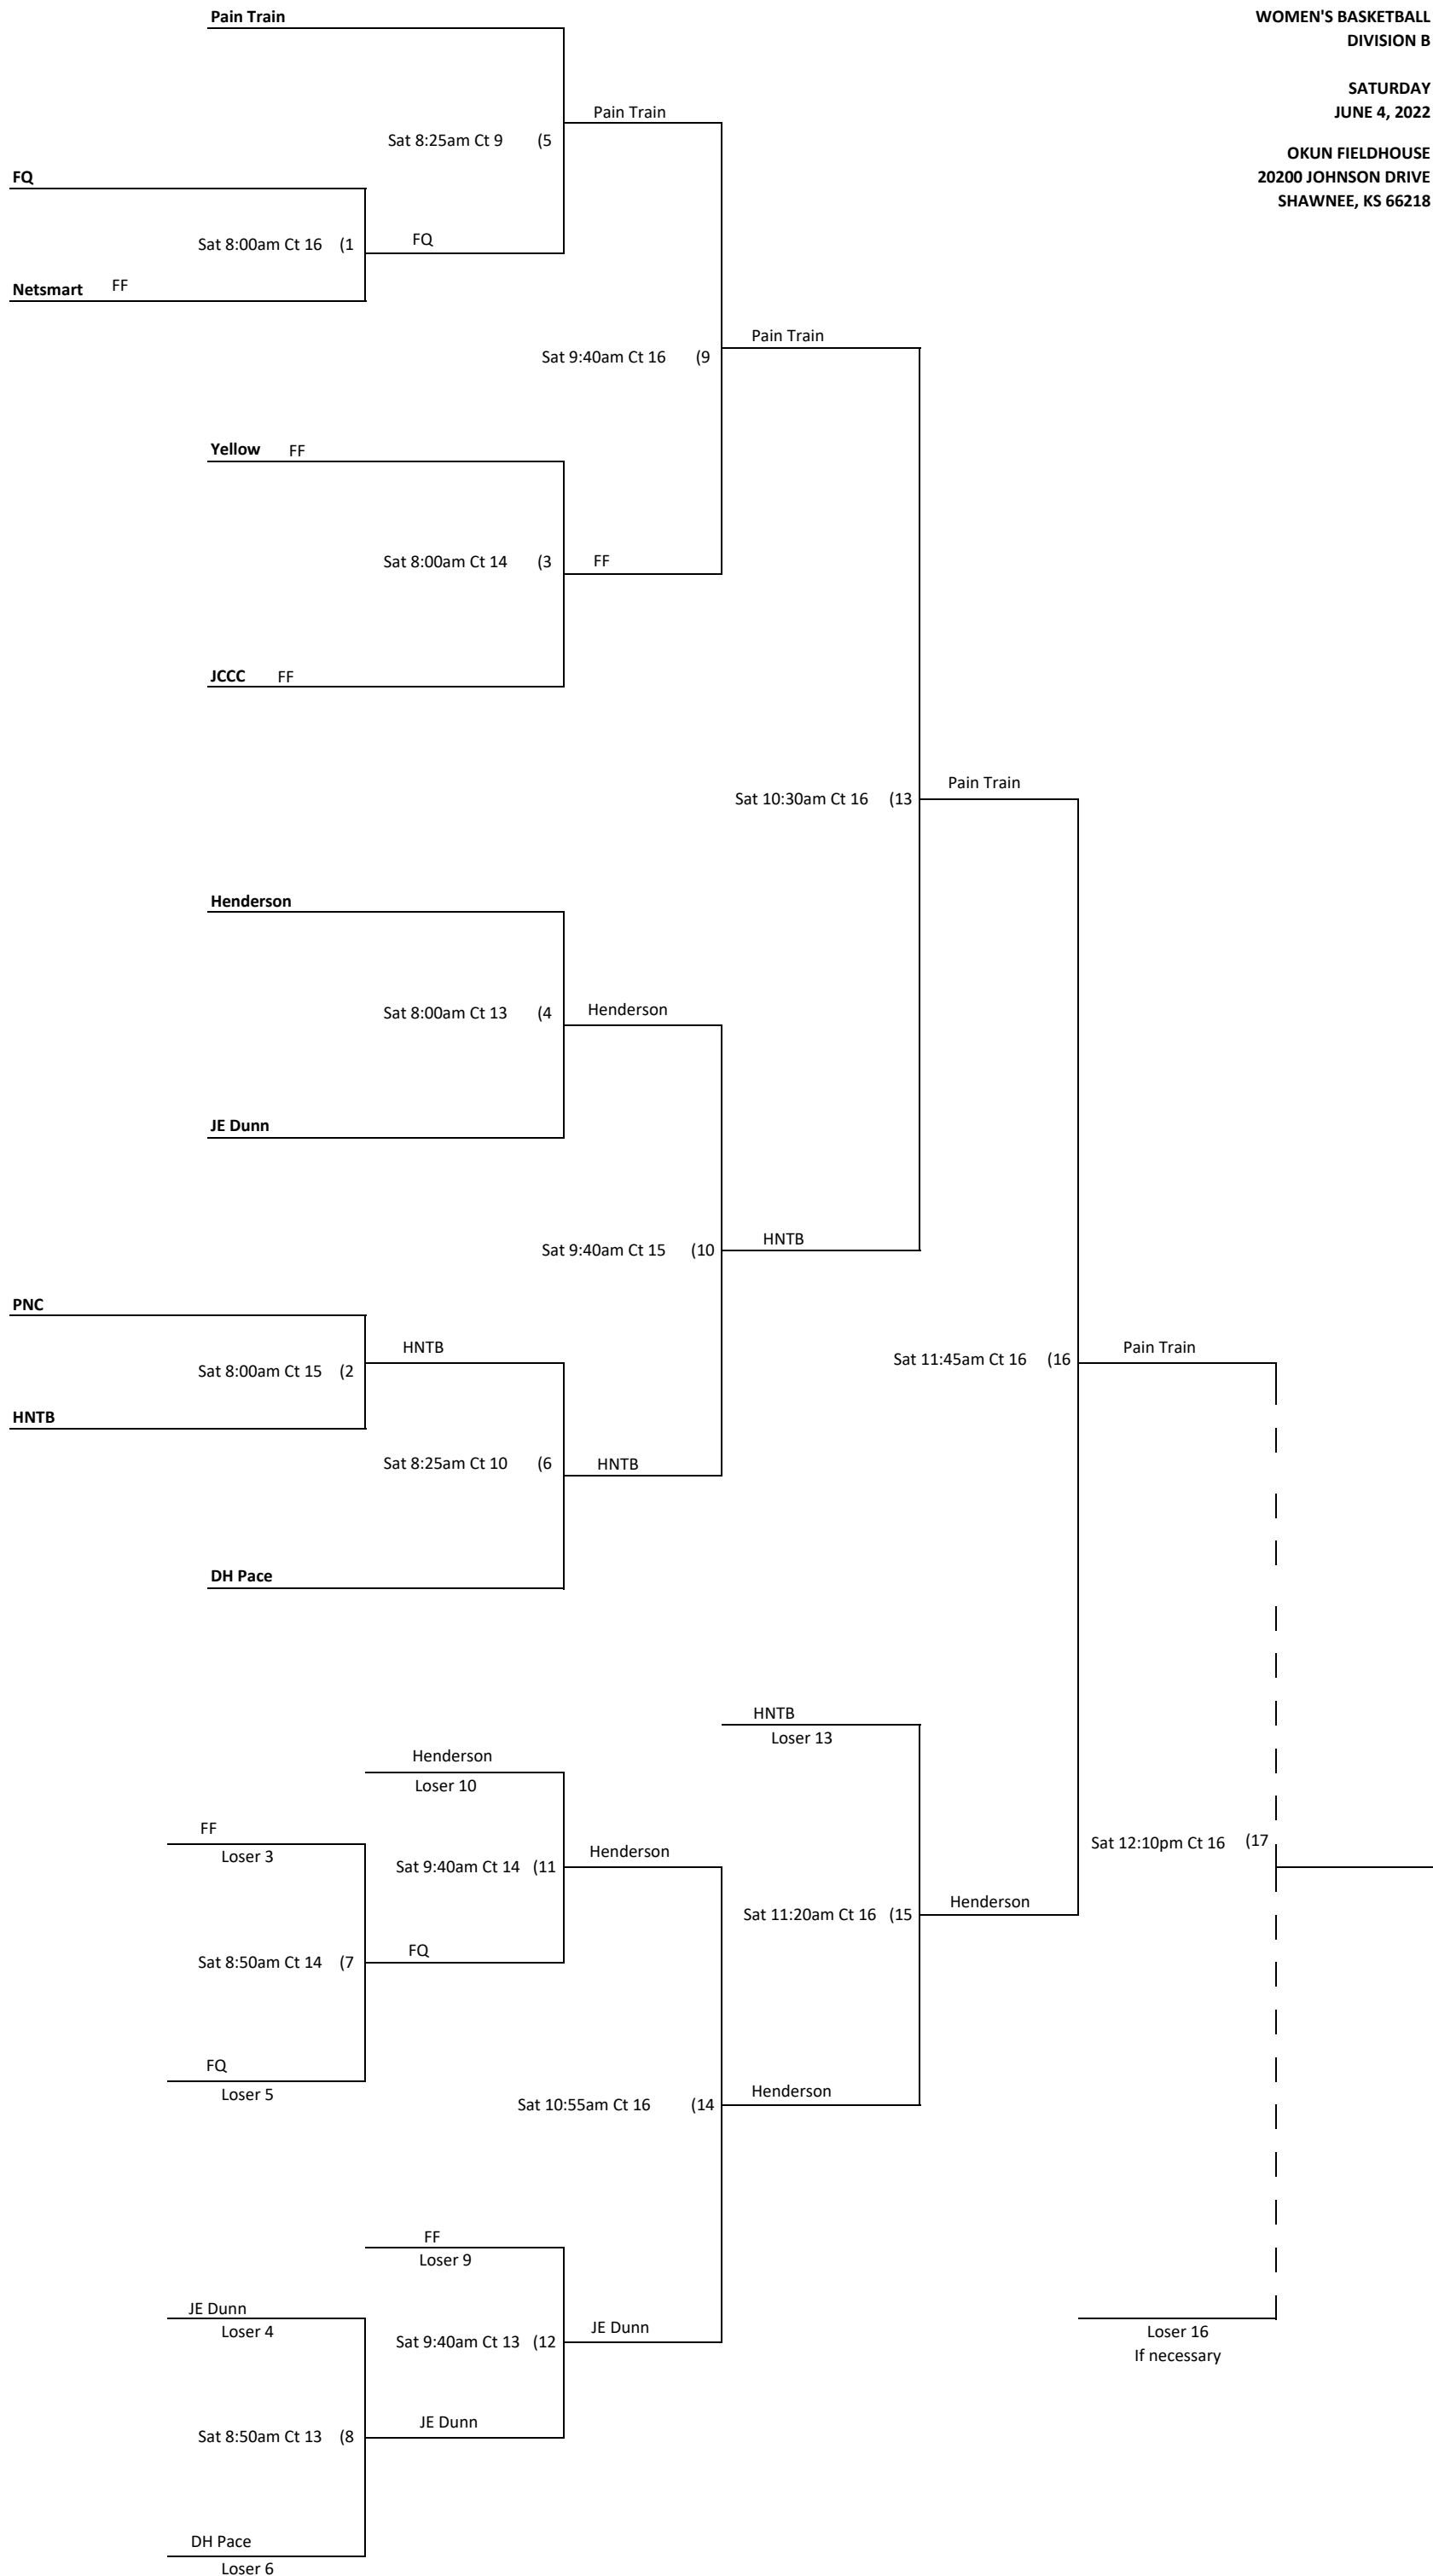 Pain Train
WOMEN'S BASKETBALL
DIVISION B
SATURDAY
JUNE 4, 2022
OKUN FIELDHOUSE
20200 JOHNSON DRIVE
SHAWNEE, KS 66218
Pain Train
Sat 8:25am Ct 9 (5
FQ
Sat 8:00am Ct 16 (1
FQ
Netsmart FF
Pain Train
Sat 9:40am Ct 16 (9
Yellow FF
Sat 8:00am Ct 14 (3
FF
JCCC FF
Pain Train
Sat 10:30am Ct 16 (13
Henderson
Sat 8:00am Ct 13 (4
Henderson
JE Dunn
HNTB
Sat 9:40am Ct 15 (10
PNC
HNTB
Sat 8:00am Ct 15 (2
Pain Train
Sat 11:45am Ct 16 (16
HNTB
Sat 8:25am Ct 10 (6
HNTB
DH Pace
HNTB
Loser 13
Henderson
Loser 10
FF
Loser 3
Sat 9:40am Ct 14 (11
Henderson
Sat 12:10pm Ct 16 (17
Sat 11:20am Ct 16 (15
Henderson
FQ
Sat 8:50am Ct 14 (7
FQ
Loser 5
Henderson
Sat 10:55am Ct 16 (14
FF
Loser 9
JE Dunn
Loser 4
Sat 9:40am Ct 13 (12
JE Dunn
Loser 16
If necessary
JE Dunn
Sat 8:50am Ct 13 (8
DH Pace
Loser 6